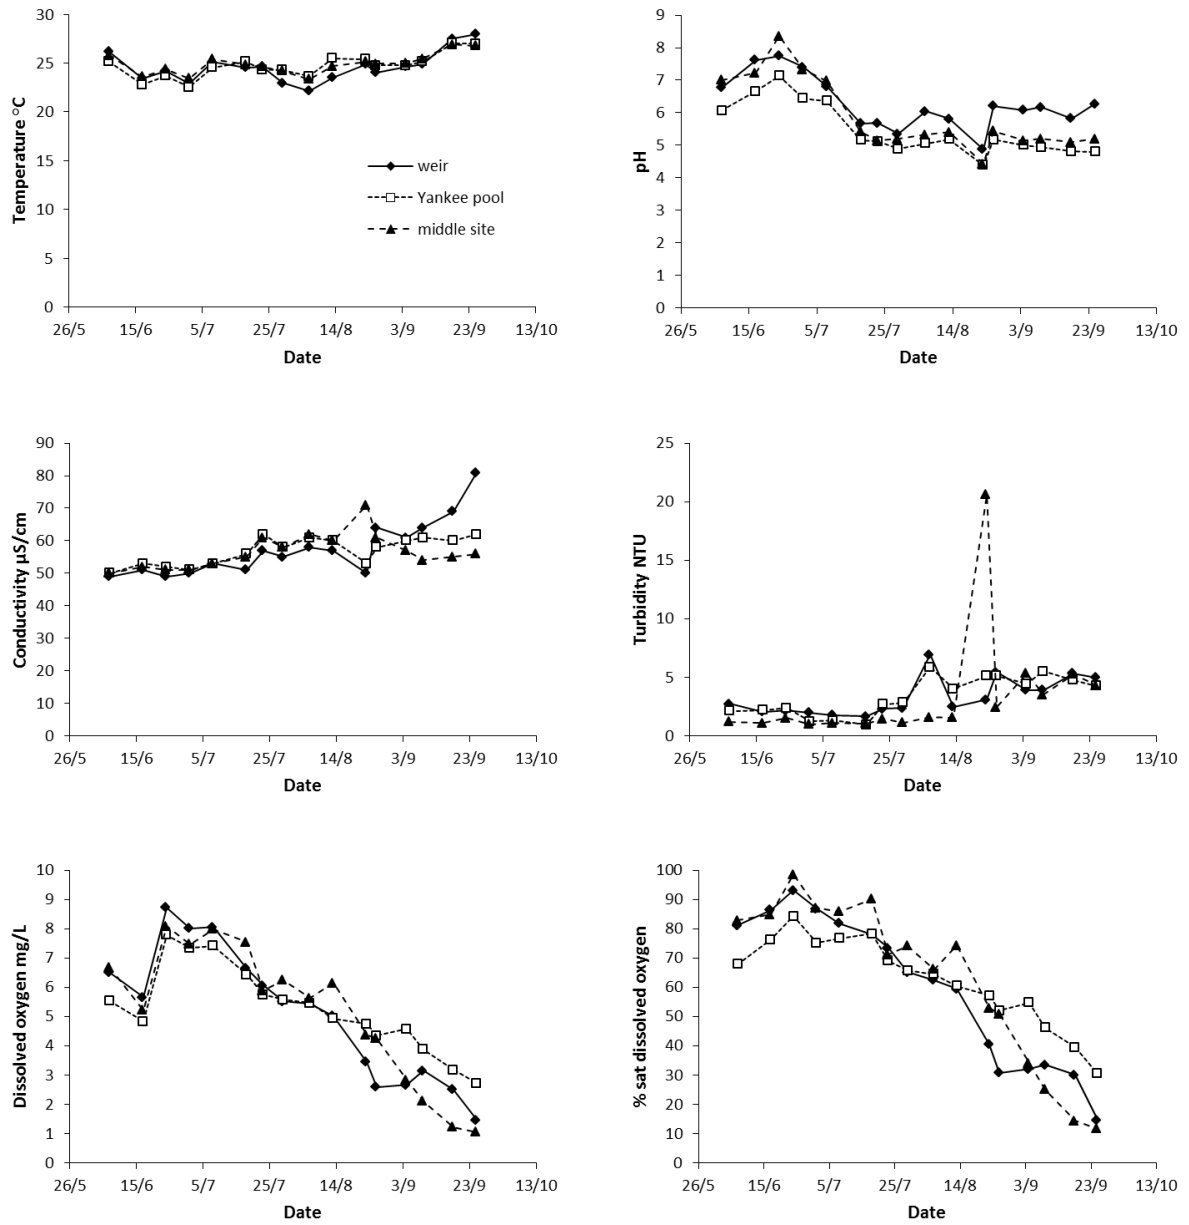 Temperature °C
30
25
20
15
10
5
0
weir
Yankee pool
middle site
26/5 15/6 5/7 25/7 14/8 3/9 23/9 13/10
Date
pH
9
8
7
6
5
4
3
2
1
0
26/5 15/6 5/7 25/7 14/8 3/9 23/9 13/10
Date
Conductivity µS/cm
90
80
70
60
50
40
30
20
10
0
26/5 15/6 5/7 25/7 14/8 3/9 23/9 13/10
Date
Turbidity NTU
25
20
15
10
5
0
26/5 15/6 5/7 25/7 14/8 3/9 23/9 13/10
Date
Dissolved oxygen mg/L
10
9
8
7
6
5
4
3
2
1
0
26/5 15/6 5/7 25/7 14/8 3/9 23/9 13/10
Date
% sat dissolved oxygen
100
90
80
70
60
50
40
30
20
10
0
26/5 15/6 5/7 25/7 14/8 3/9 23/9 13/10
Date